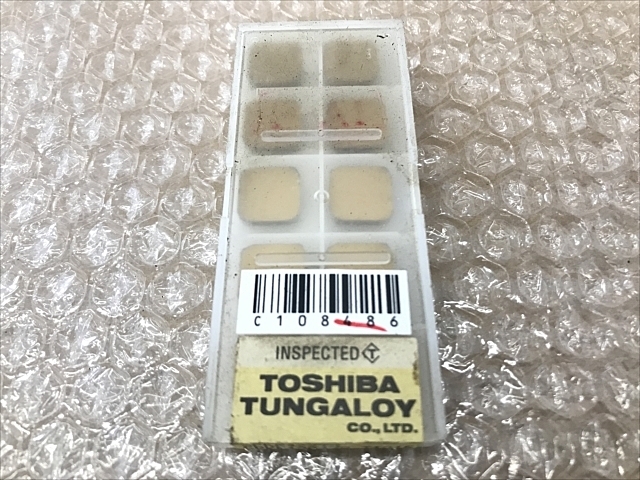 C108486
INSPECTED T
TOSHIBA
TUNGALOY
CO., LTD.